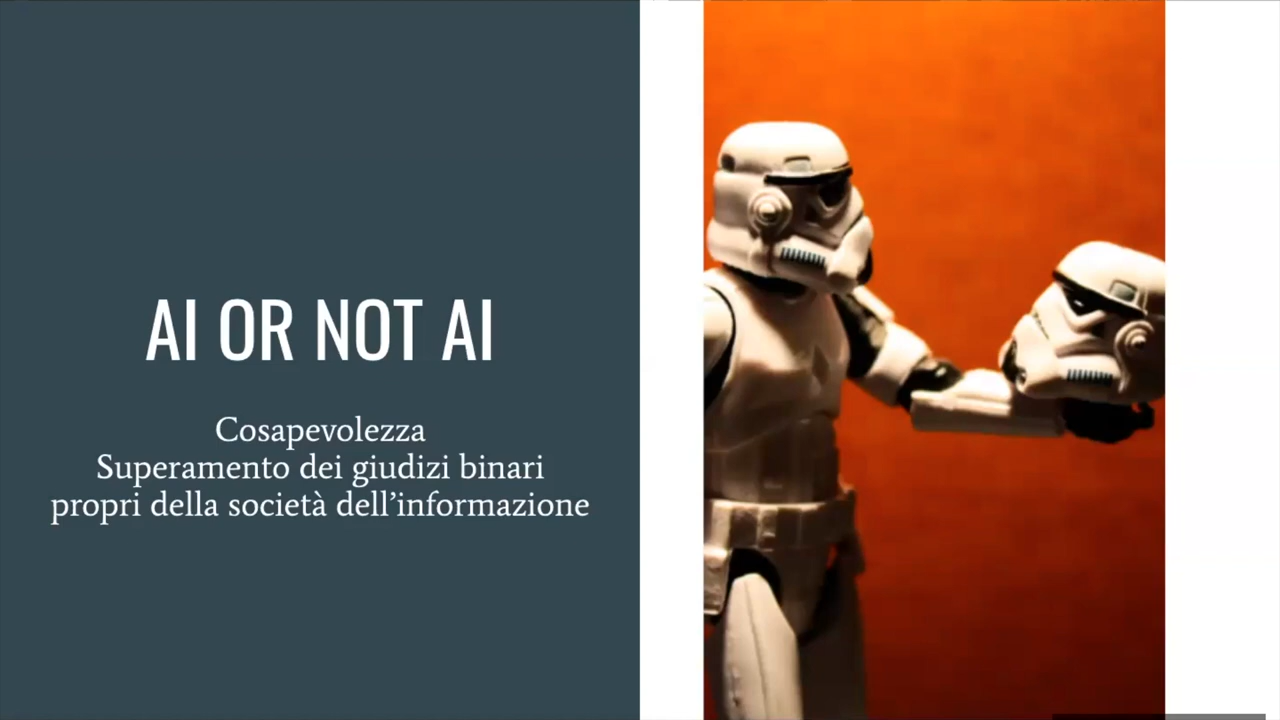 AI OR NOT AI
Cosapevolezza
Superamento dei giudizi binari
propri della società dell’informazione